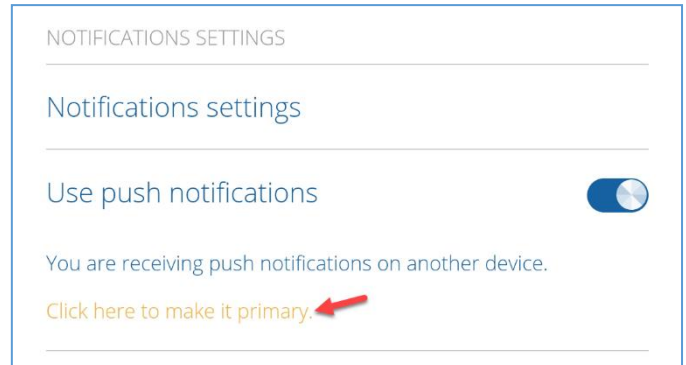 NOTIFICATIONS SETTINGS
Notifications settings
Use push notifications
You are receiving push notifications on another device.
Click here to make it primary.